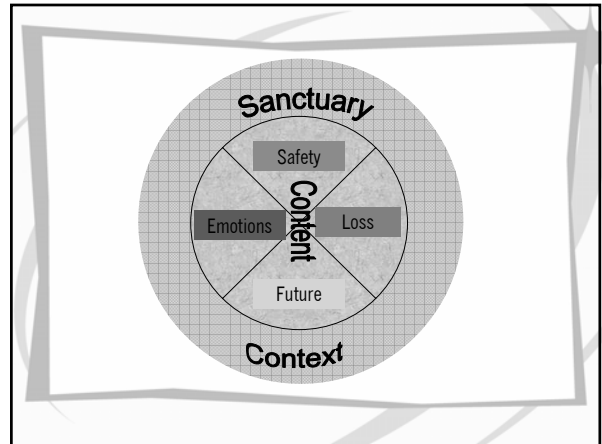 Sanctuary
Safety
Content
Emotions
Loss
Future
Context